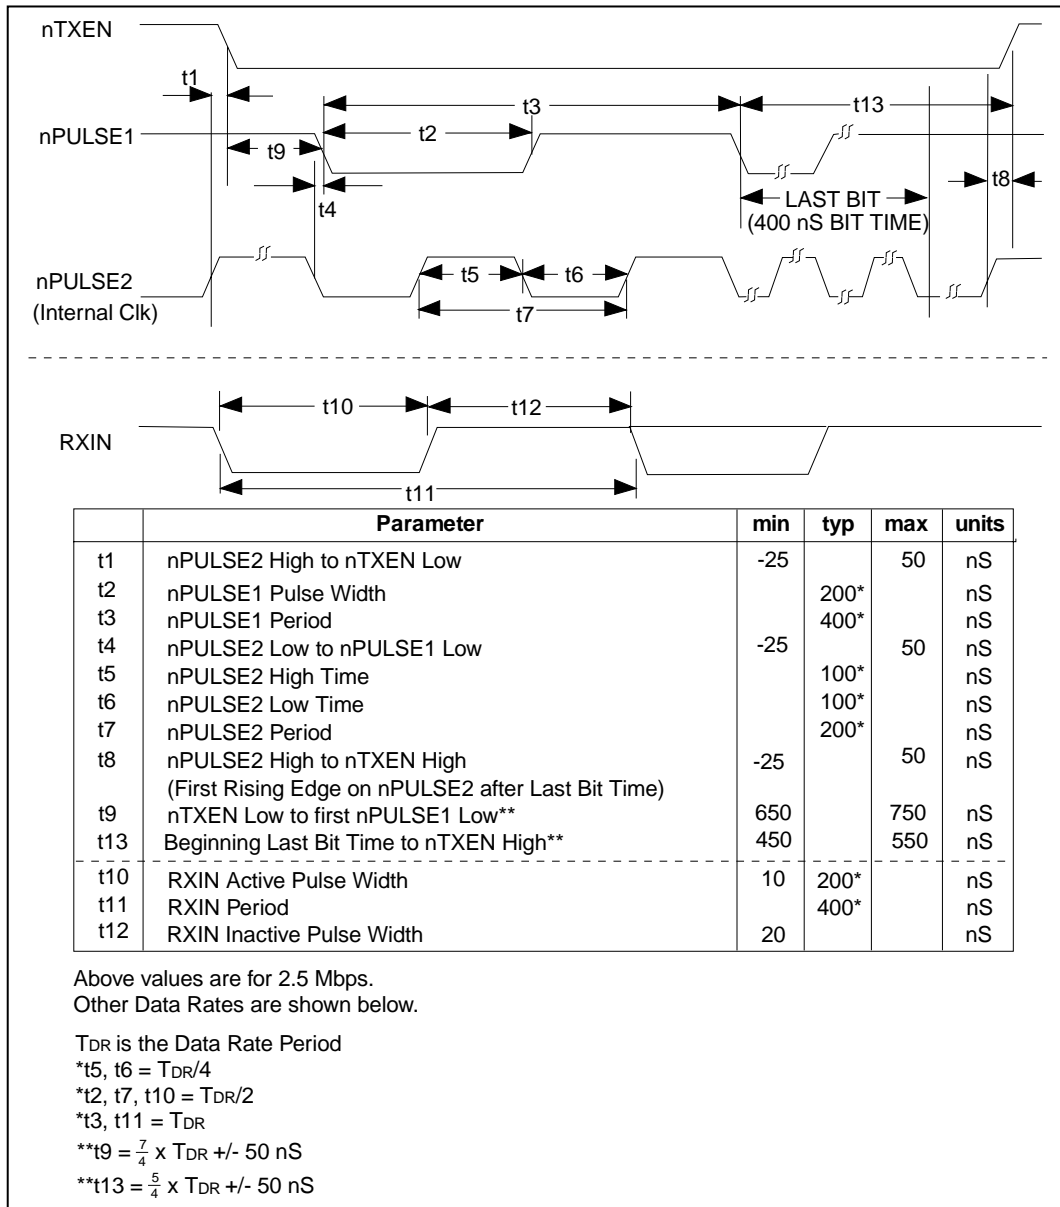 nTXEN
t1
t3
t13
nPULSE1
t2
t9
t4
t8
LAST BIT
(400 nS BIT TIME)
nPULSE2
(Internal Clk)
t5
t6
t7
RXIN
t10
t12
t11
Parameter min typ max units
t1 nPULSE2 High to nTXEN Low -25 50 nS
t2 nPULSE1 Pulse Width 200* nS
t3 nPULSE1 Period 400* nS
t4 nPULSE2 Low to nPULSE1 Low -25 50 nS
t5 nPULSE2 High Time 100* nS
t6 nPULSE2 Low Time 100* nS
t7 nPULSE2 Period 200* nS
t8 nPULSE2 High to nTXEN High -25 50 nS
(First Rising Edge on nPULSE2 after Last Bit Time)
t9 nTXEN Low to first nPULSE1 Low** 650 750 nS
t13 Beginning Last Bit Time to nTXEN High** 450 550 nS
t10 RXIN Active Pulse Width 10 200* nS
t11 RXIN Period 400* nS
t12 RXIN Inactive Pulse Width 20 nS
Above values are for 2.5 Mbps.
Other Data Rates are shown below.
TDR is the Data Rate Period
*t5, t6 = TDR/4
*t2, t7, t10 = TDR/2
*t3, t11 = TDR
**t9 = 7/4 x TDR +/- 50 nS
**t13 = 5/4 x TDR +/- 50 nS